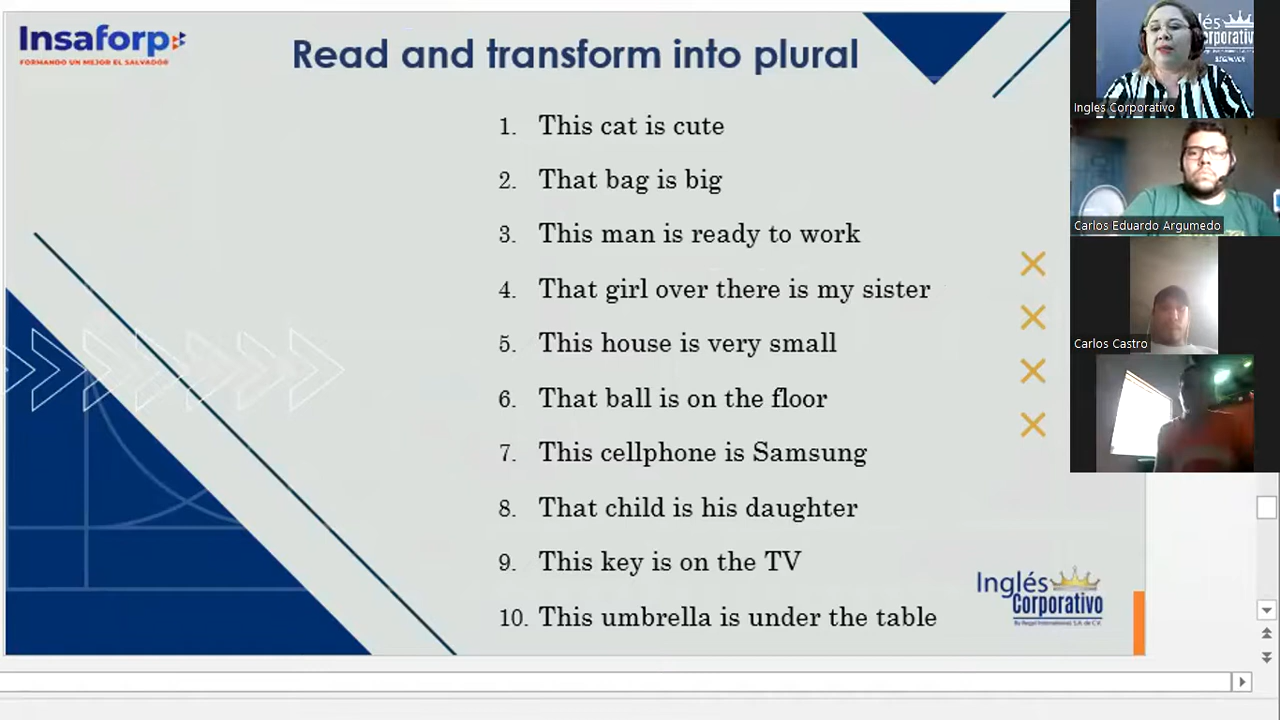 Insaforp
FORMANDO UN MEJOR EL SALVADOR
Read and transform into plural
1. This cat is cute
2. That bag is big
3. This man is ready to work
4. That girl over there is my sister
5. This house is very small
6. That ball is on the floor
7. This cellphone is Samsung
8. That child is his daughter
9. This key is on the TV
10. This umbrella is under the table
Inglés
Corporativo
By Regal International, S.A. de C.V.
Ingles Corporativo
Carlos Eduardo Argumedo
Carlos Castro